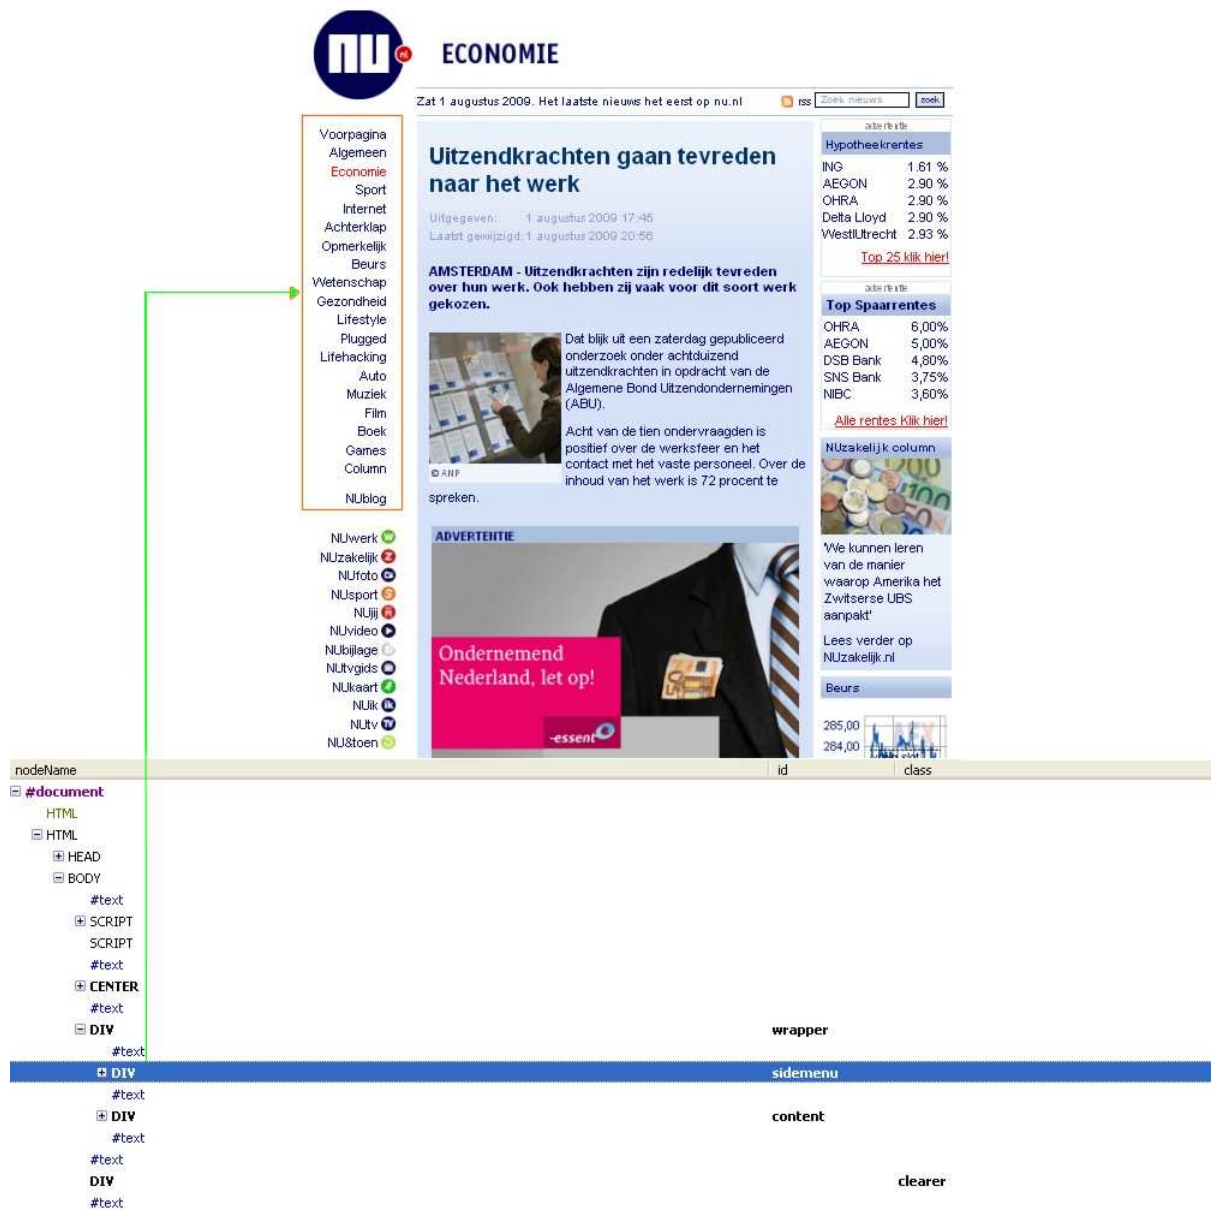 nu
nl
ECONOMIE
Zat 1 augustus 2009. Het laatste nieuws het eerst op nu.nl
rss
Zoek nieuws
zoek
Voorpagina
Algemeen
Economie
Sport
Internet
Achterklap
Opmerkelijk
Beurs
Wetenschap
Gezondheid
Lifestyle
Plugged
Lifehacking
Auto
Muziek
Film
Boek
Games
Column
NUblog
NUwerk
NUzakelijk
NUfoto
NUsport
NUjij
NUvideo
NUbijlage
NUtvgids
NUkaart
NUik
NUtv
NU&toen
Uitzendkrachten gaan tevreden
naar het werk
Uitgegeven: 1 augustus 2009 17:45
Laatst gewijzigd: 1 augustus 2009 20:56
AMSTERDAM - Uitzendkrachten zijn redelijk tevreden
over hun werk. Ook hebben zij vaak voor dit soort werk
gekozen.
Dat blijk uit een zaterdag gepubliceerd
onderzoek onder achtduizend
uitzendkrachten in opdracht van de
Algemene Bond Uitzendondernemingen
(ABU).
Acht van de tien ondervraagden is
positief over de werksfeer en het
contact met het vaste personeel. Over de
inhoud van het werk is 72 procent te
spreken.
© ANP
ADVERTENTIE
Ondernemend
Nederland, let op!
50
-essent
advertentie
Hypotheekrentes
ING 1.61 %
AEGON 2.90 %
OHRA 2.90 %
Delta Lloyd 2.90 %
WestlUtrecht 2.93 %
Top 25 klik hier!
advertentie
Top Spaarrentes
OHRA 6,00%
AEGON 5,00%
DSB Bank 4,80%
SNS Bank 3,75%
NIBC 3,60%
Alle rentes Klik hier!
NUzakelijk column
'We kunnen leren
van de manier
waarop Amerika het
Zwitserse UBS
aanpakt'
Lees verder op
NUzakelijk.nl
Beurs
285,00
284,00
AEX
nodeName id class
#document
HTML
HTML
HEAD
BODY
#text
SCRIPT
SCRIPT
#text
CENTER
#text
DIV wrapper
#text
DIV sidemenu
#text
DIV content
#text
#text
DIV clearer
#text